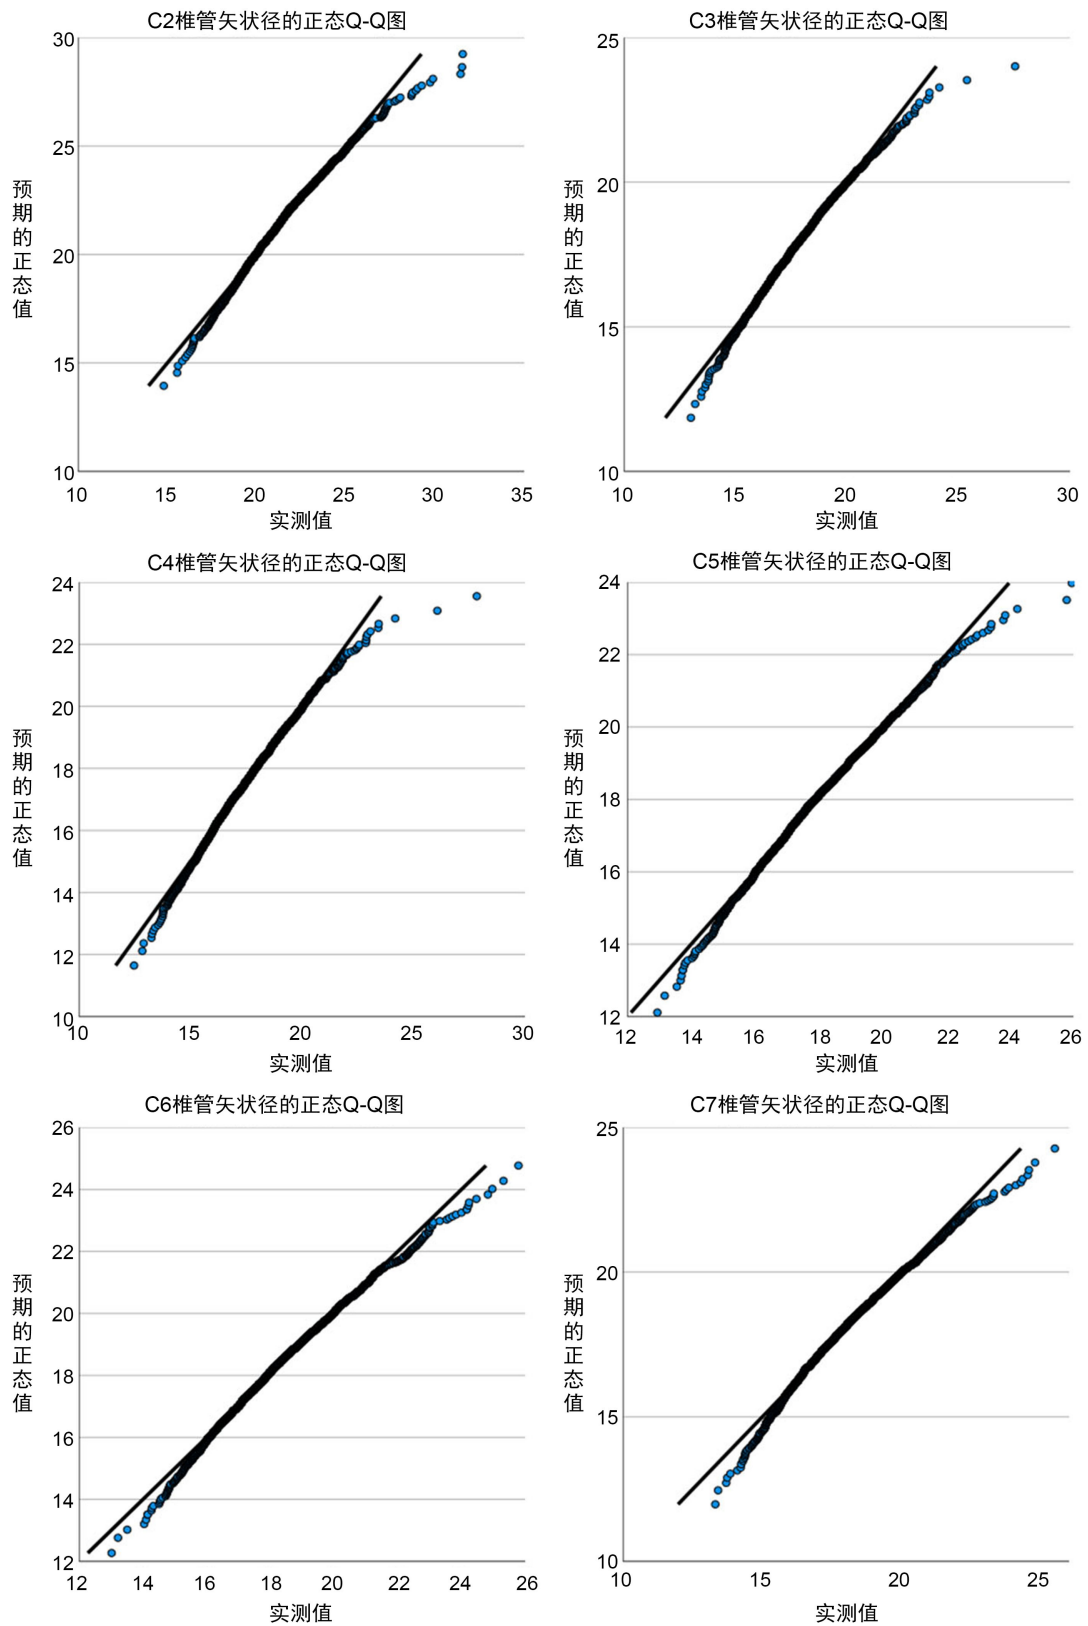 C2椎管矢状径的正态Q-Q图
30
25
20
15
10
预期的正态值
10 15 20 25 30 35
实测值
C3椎管矢状径的正态Q-Q图
25
20
15
10
预期的正态值
10 15 20 25 30
实测值
C4椎管矢状径的正态Q-Q图
24
22
20
18
16
14
12
10
预期的正态值
10 15 20 25 30
实测值
C5椎管矢状径的正态Q-Q图
24
22
20
18
16
14
12
预期的正态值
12 14 16 18 20 22 24 26
实测值
C6椎管矢状径的正态Q-Q图
26
24
22
20
18
16
14
12
预期的正态值
12 14 16 18 20 22 24 26
实测值
C7椎管矢状径的正态Q-Q图
25
20
15
10
预期的正态值
10 15 20 25
实测值